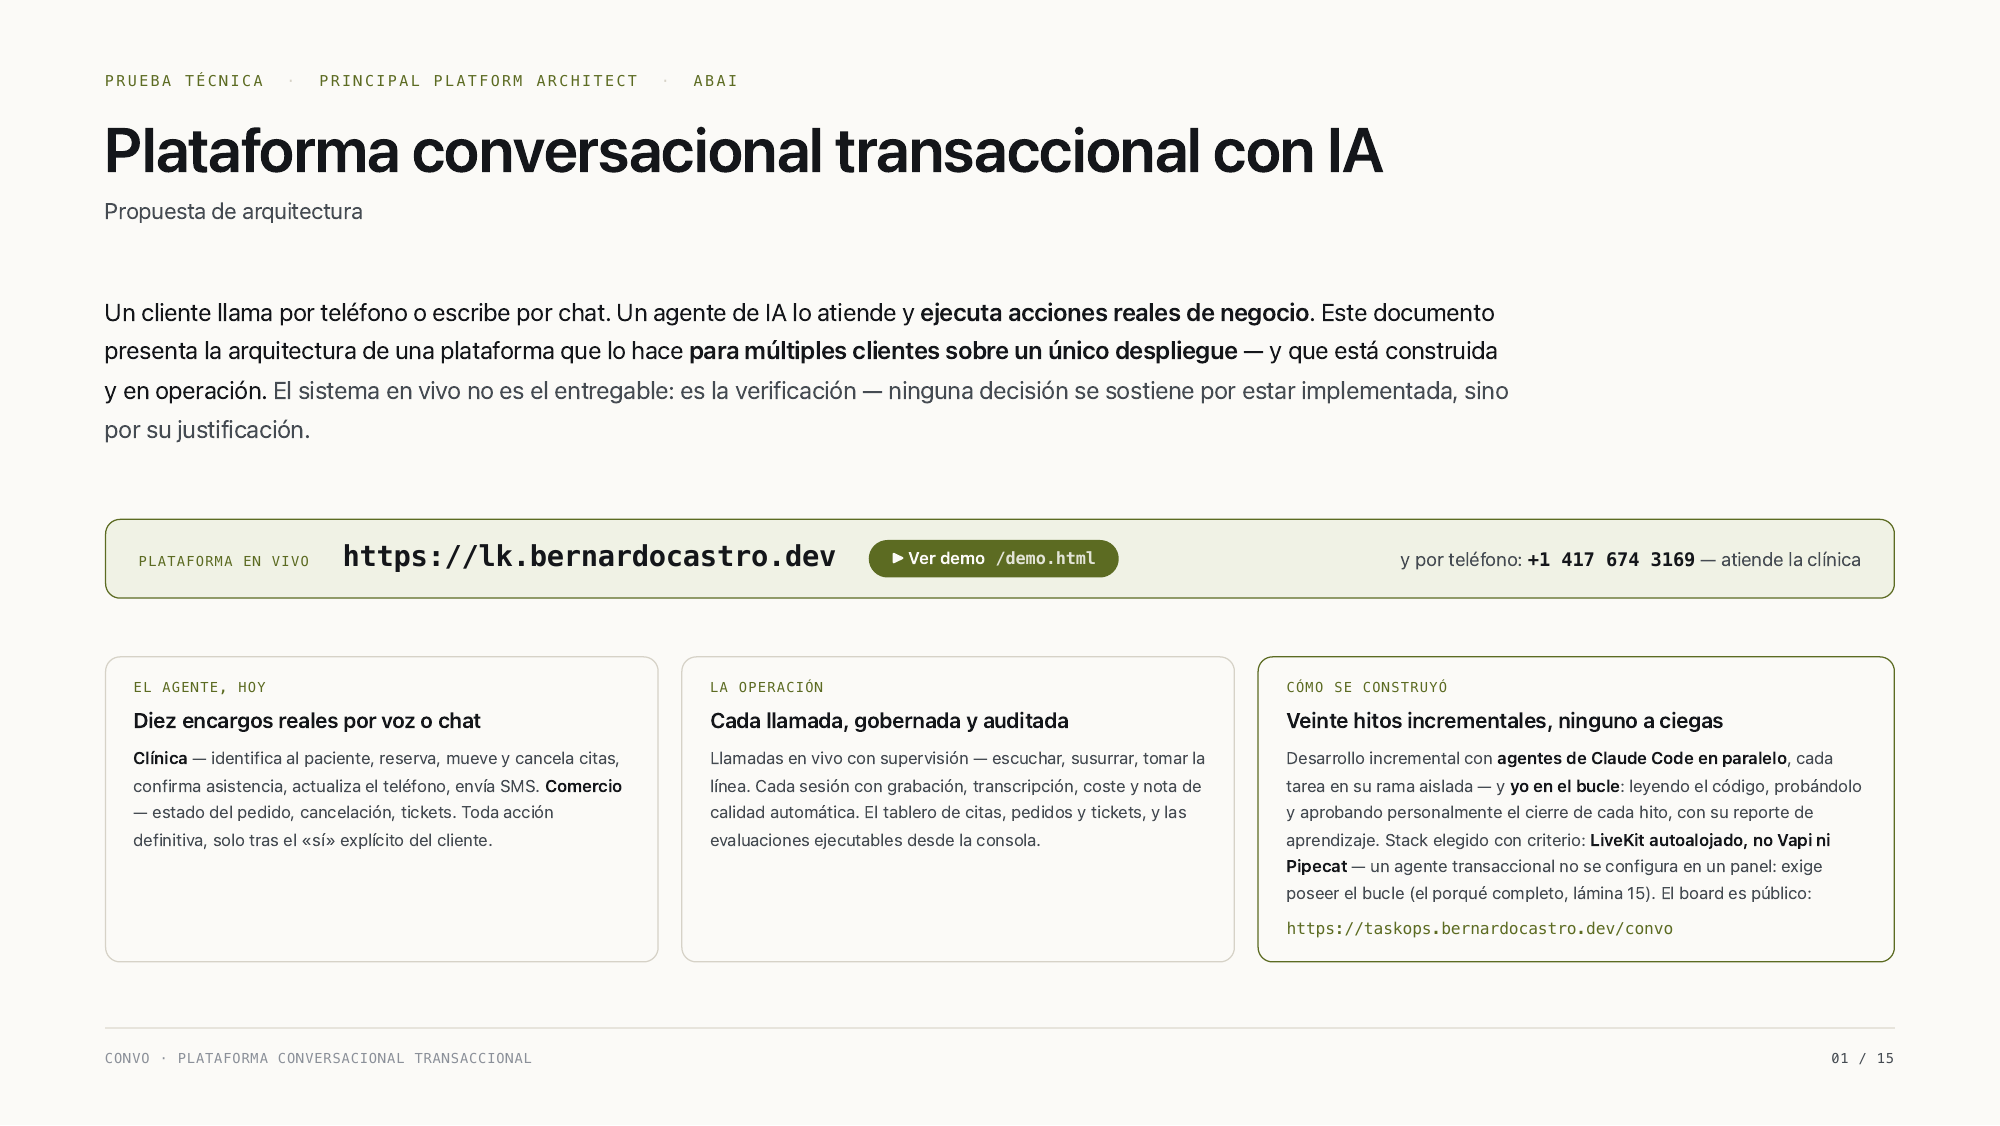 PRUEBA TÉCNICA · PRINCIPAL PLATFORM ARCHITECT · ABAI
Plataforma conversacional transaccional con IA
Propuesta de arquitectura
Un cliente llama por teléfono o escribe por chat. Un agente de IA lo atiende y ejecuta acciones reales de negocio. Este documento
presenta la arquitectura de una plataforma que lo hace para múltiples clientes sobre un único despliegue — y que está construida
y en operación. El sistema en vivo no es el entregable: es la verificación — ninguna decisión se sostiene por estar implementada, sino
por su justificación.
PLATAFORMA EN VIVO https://lk.bernardocastro.dev ▶ Ver demo /demo.html y por teléfono: +1 417 674 3169 — atiende la clínica
EL AGENTE, HOY
Diez encargos reales por voz o chat
Clínica — identifica al paciente, reserva, mueve y cancela citas,
confirma asistencia, actualiza el teléfono, envía SMS. Comercio
— estado del pedido, cancelación, tickets. Toda acción
definitiva, solo tras el «sí» explícito del cliente.
LA OPERACIÓN
Cada llamada, gobernada y auditada
Llamadas en vivo con supervisión — escuchar, susurrar, tomar la
línea. Cada sesión con grabación, transcripción, coste y nota de
calidad automática. El tablero de citas, pedidos y tickets, y las
evaluaciones ejecutables desde la consola.
CÓMO SE CONSTRUYÓ
Veinte hitos incrementales, ninguno a ciegas
Desarrollo incremental con agentes de Claude Code en paralelo, cada
tarea en su rama aislada — y yo en el bucle: leyendo el código, probándolo
y aprobando personalmente el cierre de cada hito, con su reporte de
aprendizaje. Stack elegido con criterio: LiveKit autoalojado, no Vapi ni
Pipecat — un agente transaccional no se configura en un panel: exige
poseer el bucle (el porqué completo, lámina 15). El board es público:
https://taskops.bernardocastro.dev/convo
CONVO · PLATAFORMA CONVERSACIONAL TRANSACCIONAL
01 / 15